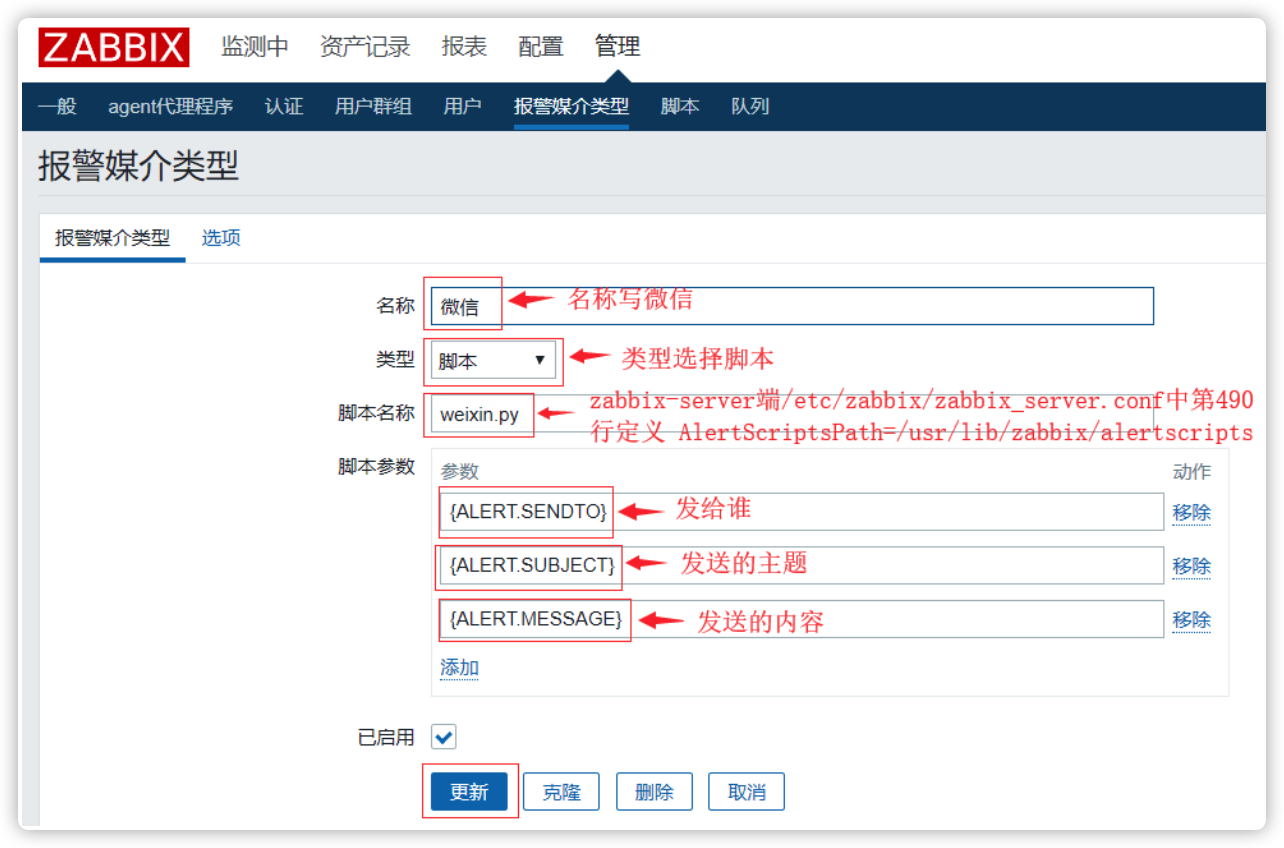 ZABBIX 监测中 资产记录 报表 配置 管理
一般 agent代理程序 认证 用户群组 用户 报警媒介类型 脚本 队列
报警媒介类型
报警媒介类型 选项
名称 微信 名称写微信
类型 脚本 类型选择脚本
脚本名称 weixin.py zabbix-server端/etc/zabbix/zabbix_server.conf中第490
行定义 AlertScriptsPath=/usr/lib/zabbix/alertscripts
脚本参数 参数 动作
{ALERT.SENDTO} 发给谁 移除
{ALERT.SUBJECT} 发送的主题 移除
{ALERT.MESSAGE} 发送的内容 移除
添加
已启用
更新 克隆 删除 取消